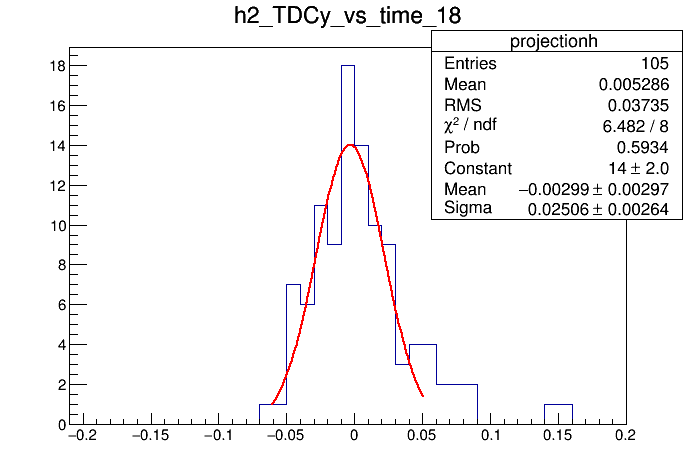 h2_TDCy_vs_time_18
projectionh
Entries 105
Mean 0.005286
RMS 0.03735
χ² / ndf 6.482 / 8
Prob 0.5934
Constant 14 ± 2.0
Mean −0.00299 ± 0.00297
Sigma 0.02506 ± 0.00264
18
16
14
12
10
8
6
4
2
0
−0.2 −0.15 −0.1 −0.05 0 0.05 0.1 0.15 0.2